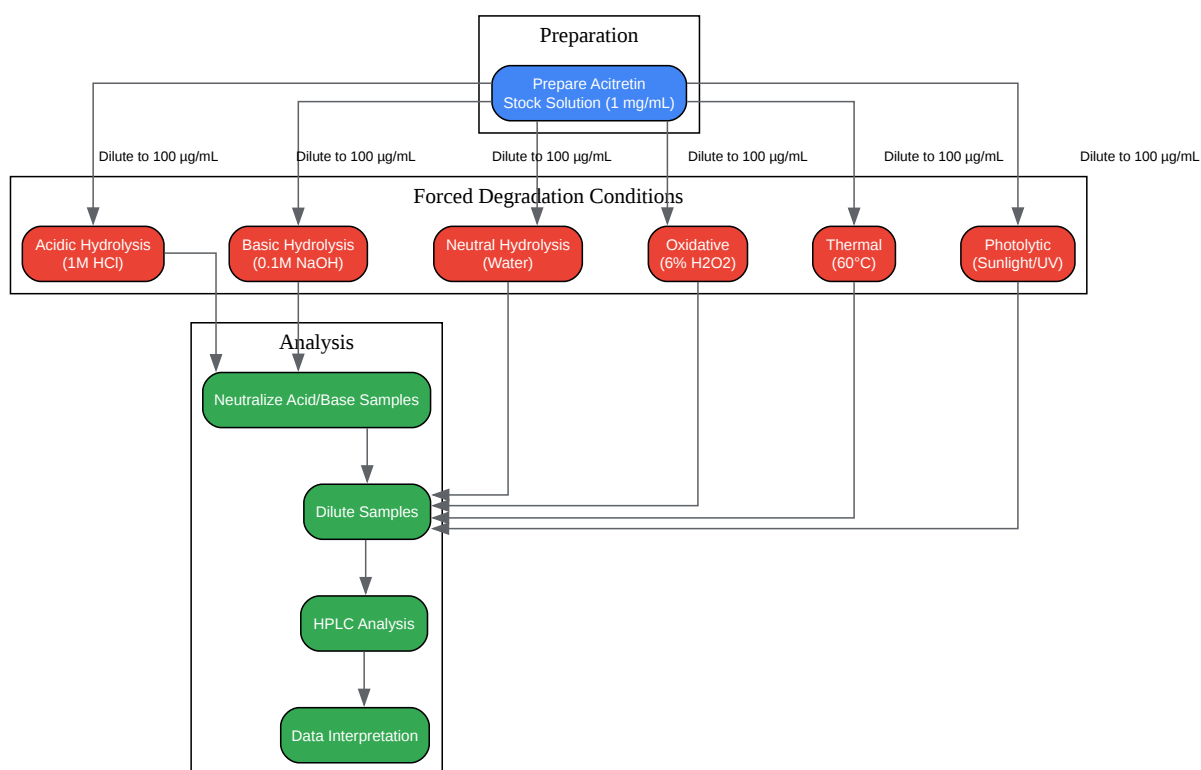 Preparation
Prepare Acitretin
Stock Solution (1 mg/mL)
Dilute to 100 µg/mL
Dilute to 100 µg/mL
Dilute to 100 µg/mL
Dilute to 100 µg/mL
Dilute to 100 µg/mL
Dilute to 100 µg/mL
Forced Degradation Conditions
Acidic Hydrolysis
(1M HCl)
Basic Hydrolysis
(0.1M NaOH)
Neutral Hydrolysis
(Water)
Oxidative
(6% H2O2)
Thermal
(60°C)
Photolytic
(Sunlight/UV)
Analysis
Neutralize Acid/Base Samples
Dilute Samples
HPLC Analysis
Data Interpretation